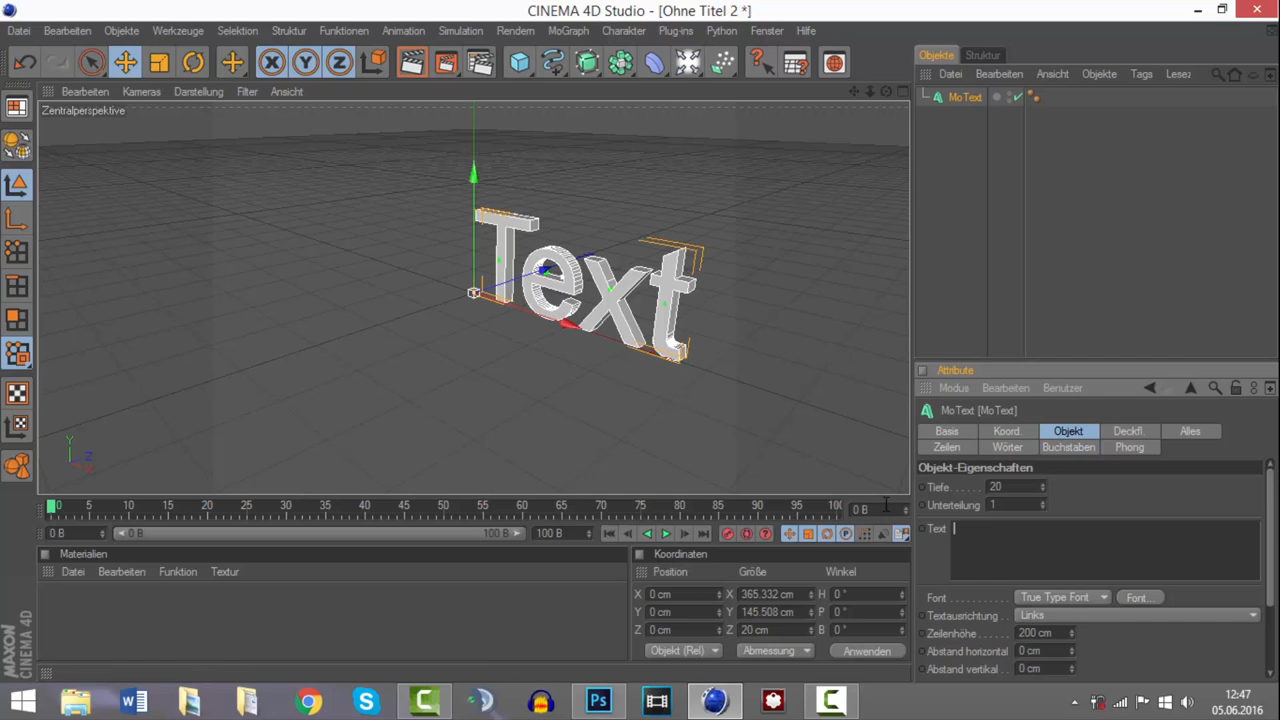 CINEMA 4D Studio - [Ohne Titel 2 *]
Datei Bearbeiten Objekte Werkzeuge Selektion Struktur Funktionen Animation Simulation Rendern MoGraph Charakter Plug-ins Python Fenster Hilfe
X Y Z
Bearbeiten Kameras Darstellung Filter Ansicht
Zentralperspektive
Text
Y Z X
0 5 10 15 20 25 30 35 40 45 50 55 60 65 70 75 80 85 90 95 100 0 B
0 B 0 B 100 B 100 B
Materialien
Datei Bearbeiten Funktion Textur
Koordinaten
Position Größe Winkel
X 0 cm X 365.332 cm H 0 °
Y 0 cm Y 145.508 cm P 0 °
Z 0 cm Z 20 cm B 0 °
Objekt (Rel) Abmessung Anwenden
MAXON CINEMA 4D
Objekte Struktur
Datei Bearbeiten Ansicht Objekte Tags Lesez
MoText
Attribute
Modus Bearbeiten Benutzer
MoText [MoText]
Basis Koord. Objekt Deckfl. Alles
Zeilen Wörter Buchstaben Phong
Objekt-Eigenschaften
Tiefe 20
Unterteilung 1
Text
Font True Type Font Font...
Textausrichtung Links
Zeilenhöhe 200 cm
Abstand horizontal 0 cm
Abstand vertikal 0 cm
12:47
05.06.2016